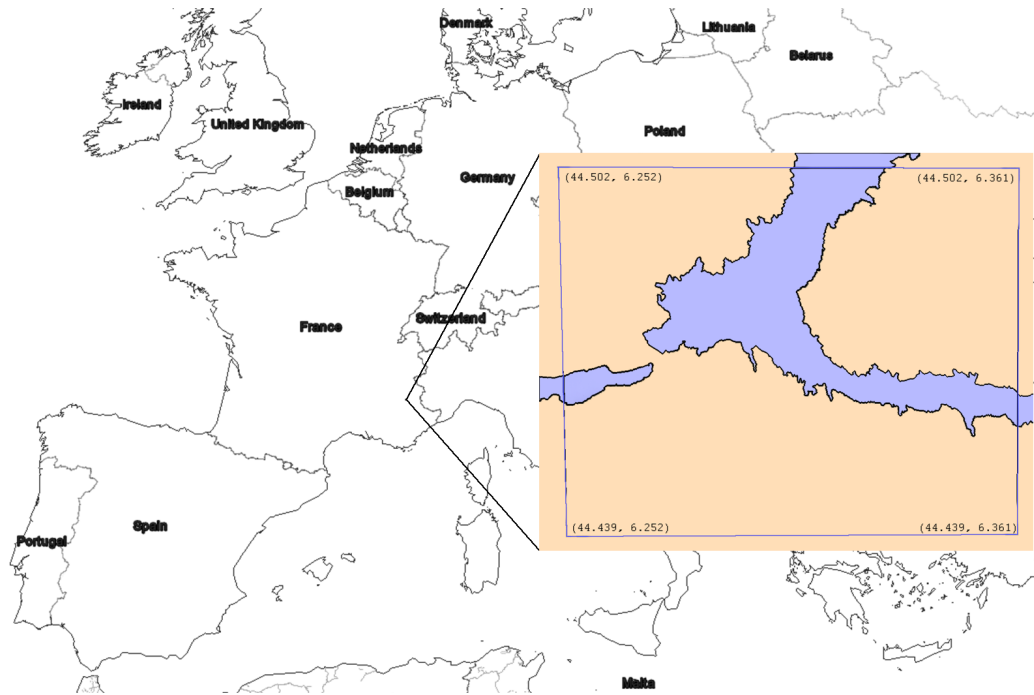 Denmark
Lithuania
Belarus
Ireland
United Kingdom
Poland
Netherlands
Germany
Belgium
(44.502, 6.252)
(44.502, 6.361)
Switzerland
France
Spain
(44.439, 6.252)
(44.439, 6.361)
Portugal
Malta